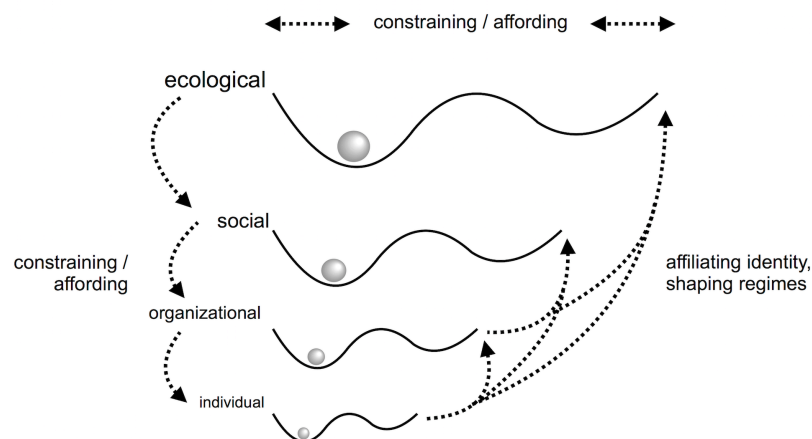 constraining / affording
ecological
social
constraining /
affording
affiliating identity,
shaping regimes
organizational
individual